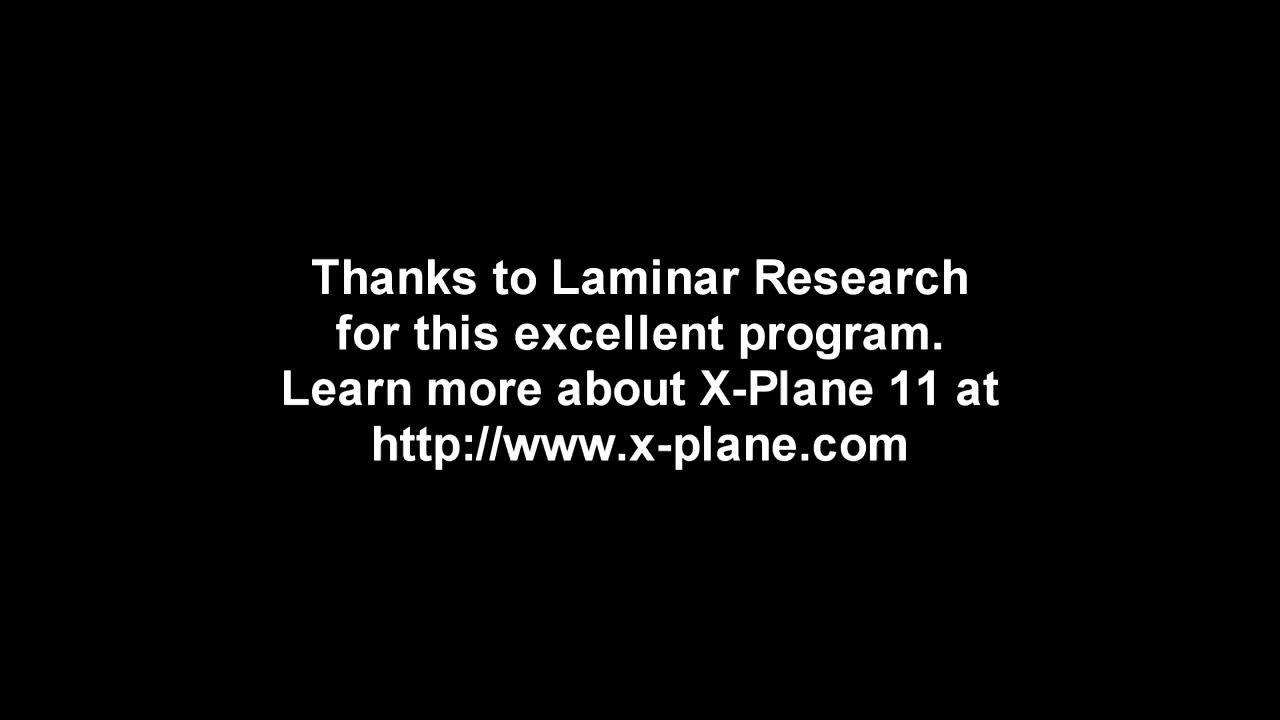 Thanks to Laminar Research
for this excellent program.
Learn more about X-Plane 11 at
http://www.x-plane.com